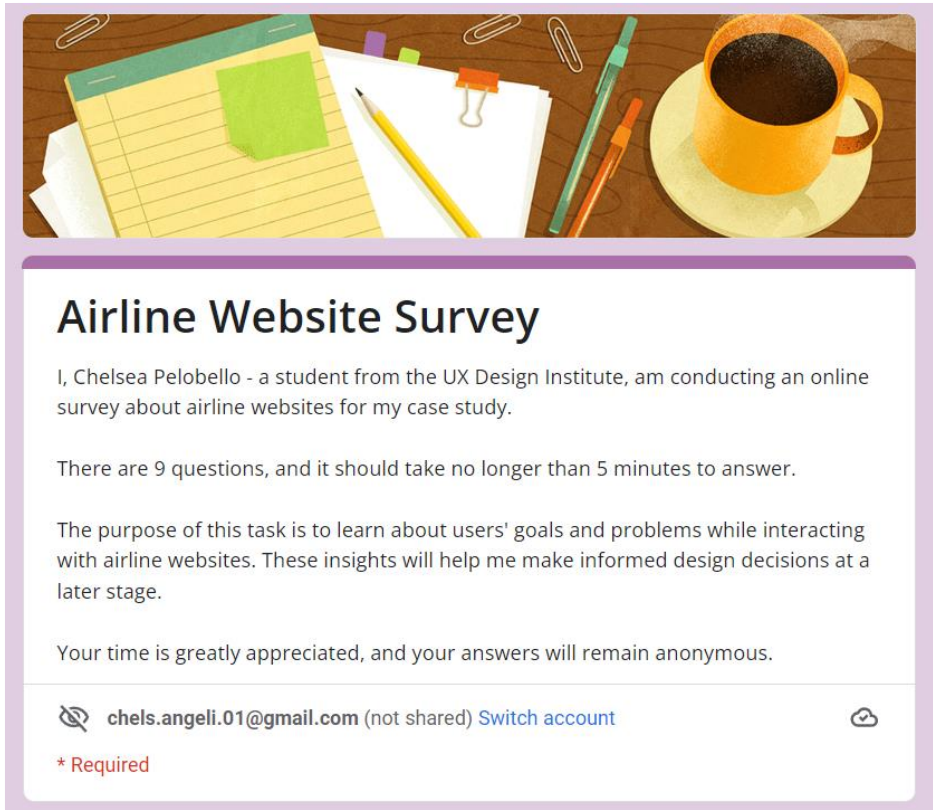 Airline Website Survey
I, Chelsea Pelobello - a student from the UX Design Institute, am conducting an online
survey about airline websites for my case study.
There are 9 questions, and it should take no longer than 5 minutes to answer.
The purpose of this task is to learn about users' goals and problems while interacting
with airline websites. These insights will help me make informed design decisions at a
later stage.
Your time is greatly appreciated, and your answers will remain anonymous.
chels.angeli.01@gmail.com (not shared) Switch account
* Required